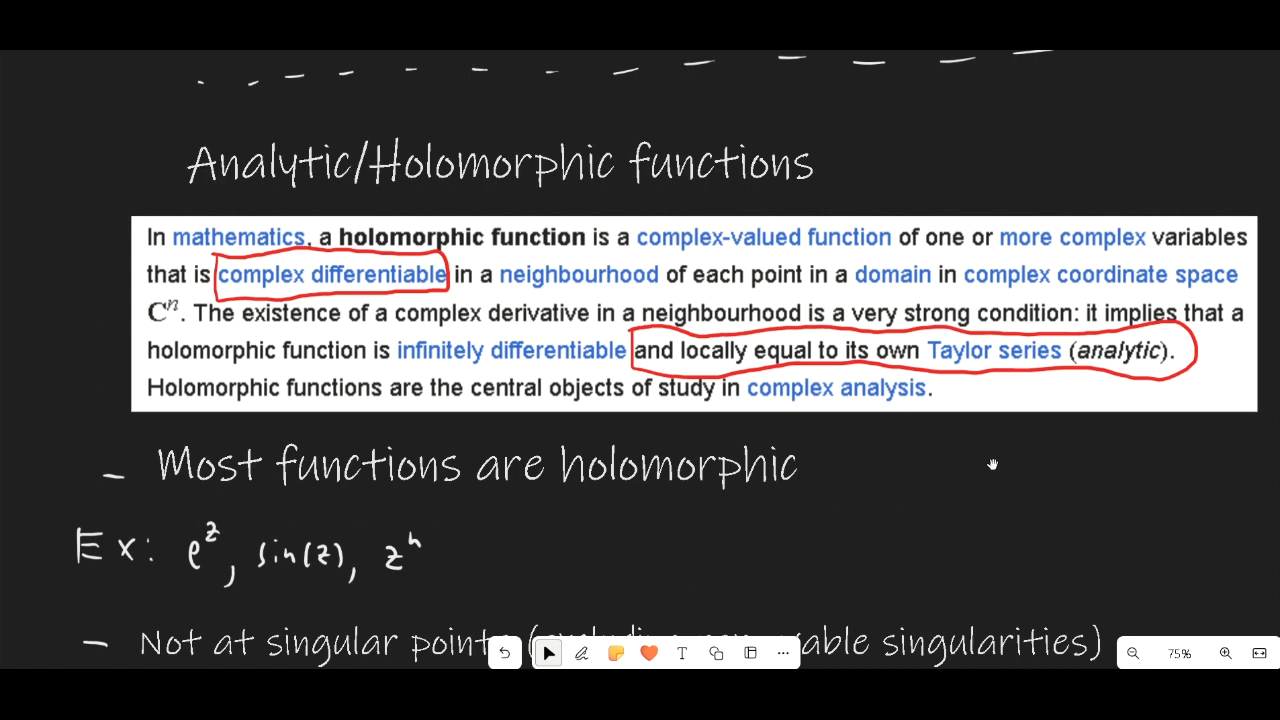 Analytic/Holomorphic functions
In mathematics, a holomorphic function is a complex-valued function of one or more complex variables
that is complex differentiable in a neighbourhood of each point in a domain in complex coordinate space
ℂⁿ. The existence of a complex derivative in a neighbourhood is a very strong condition: it implies that a
holomorphic function is infinitely differentiable and locally equal to its own Taylor series (analytic).
Holomorphic functions are the central objects of study in complex analysis.
– Most functions are holomorphic
Ex: e^z, sin(z), z^n
– Not at singular points singularities)
75%